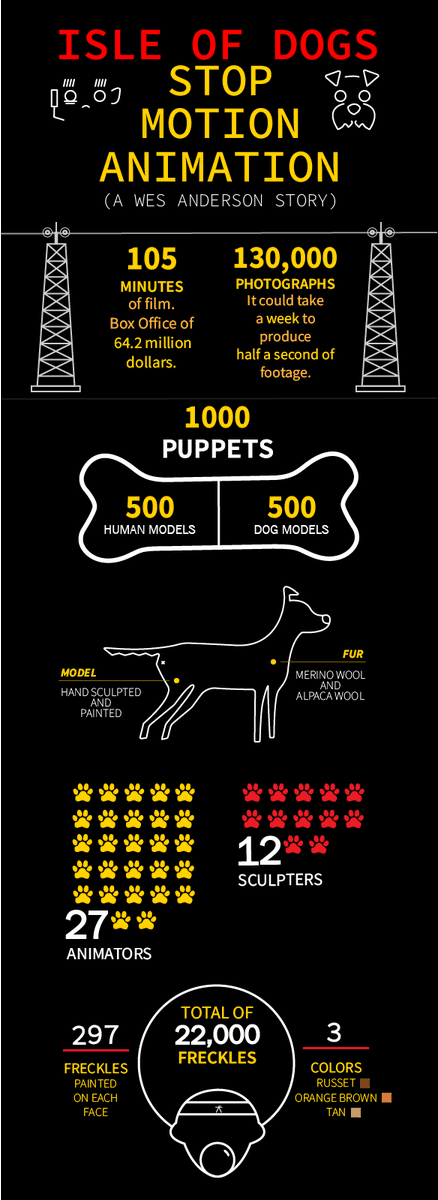 ISLE OF DOGS
STOP
MOTION
ANIMATION
(A WES ANDERSON STORY)
105
MINUTES
of film.
Box Office of
64.2 million
dollars.
130,000
PHOTOGRAPHS
It could take
a week to
produce
half a second of
footage.
1000
PUPPETS
500
HUMAN MODELS
500
DOG MODELS
MODEL
HAND SCULPTED
AND
PAINTED
FUR
MERINO WOOL
AND
ALPACA WOOL
27
ANIMATORS
12
SCULPTERS
297
FRECKLES
PAINTED
ON EACH
FACE
TOTAL OF
22,000
FRECKLES
3
COLORS
RUSSET
ORANGE BROWN
TAN